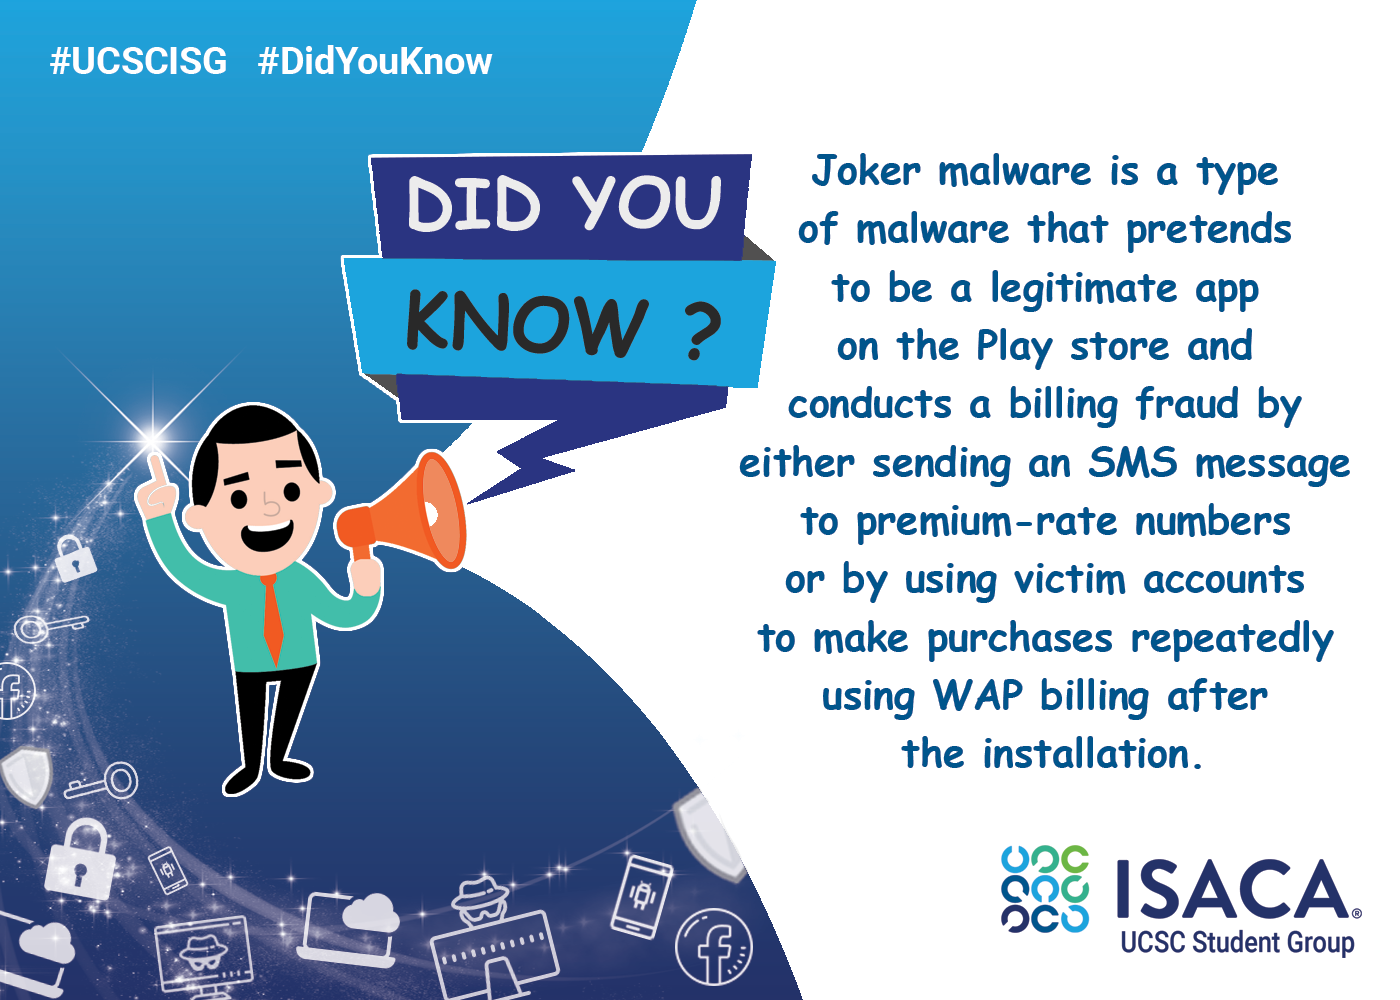 #UCSCISG #DidYouKnow
DID YOU
KNOW ?
Joker malware is a type
of malware that pretends
to be a legitimate app
on the Play store and
conducts a billing fraud by
either sending an SMS message
to premium-rate numbers
or by using victim accounts
to make purchases repeatedly
using WAP billing after
the installation.
ISACA®
UCSC Student Group